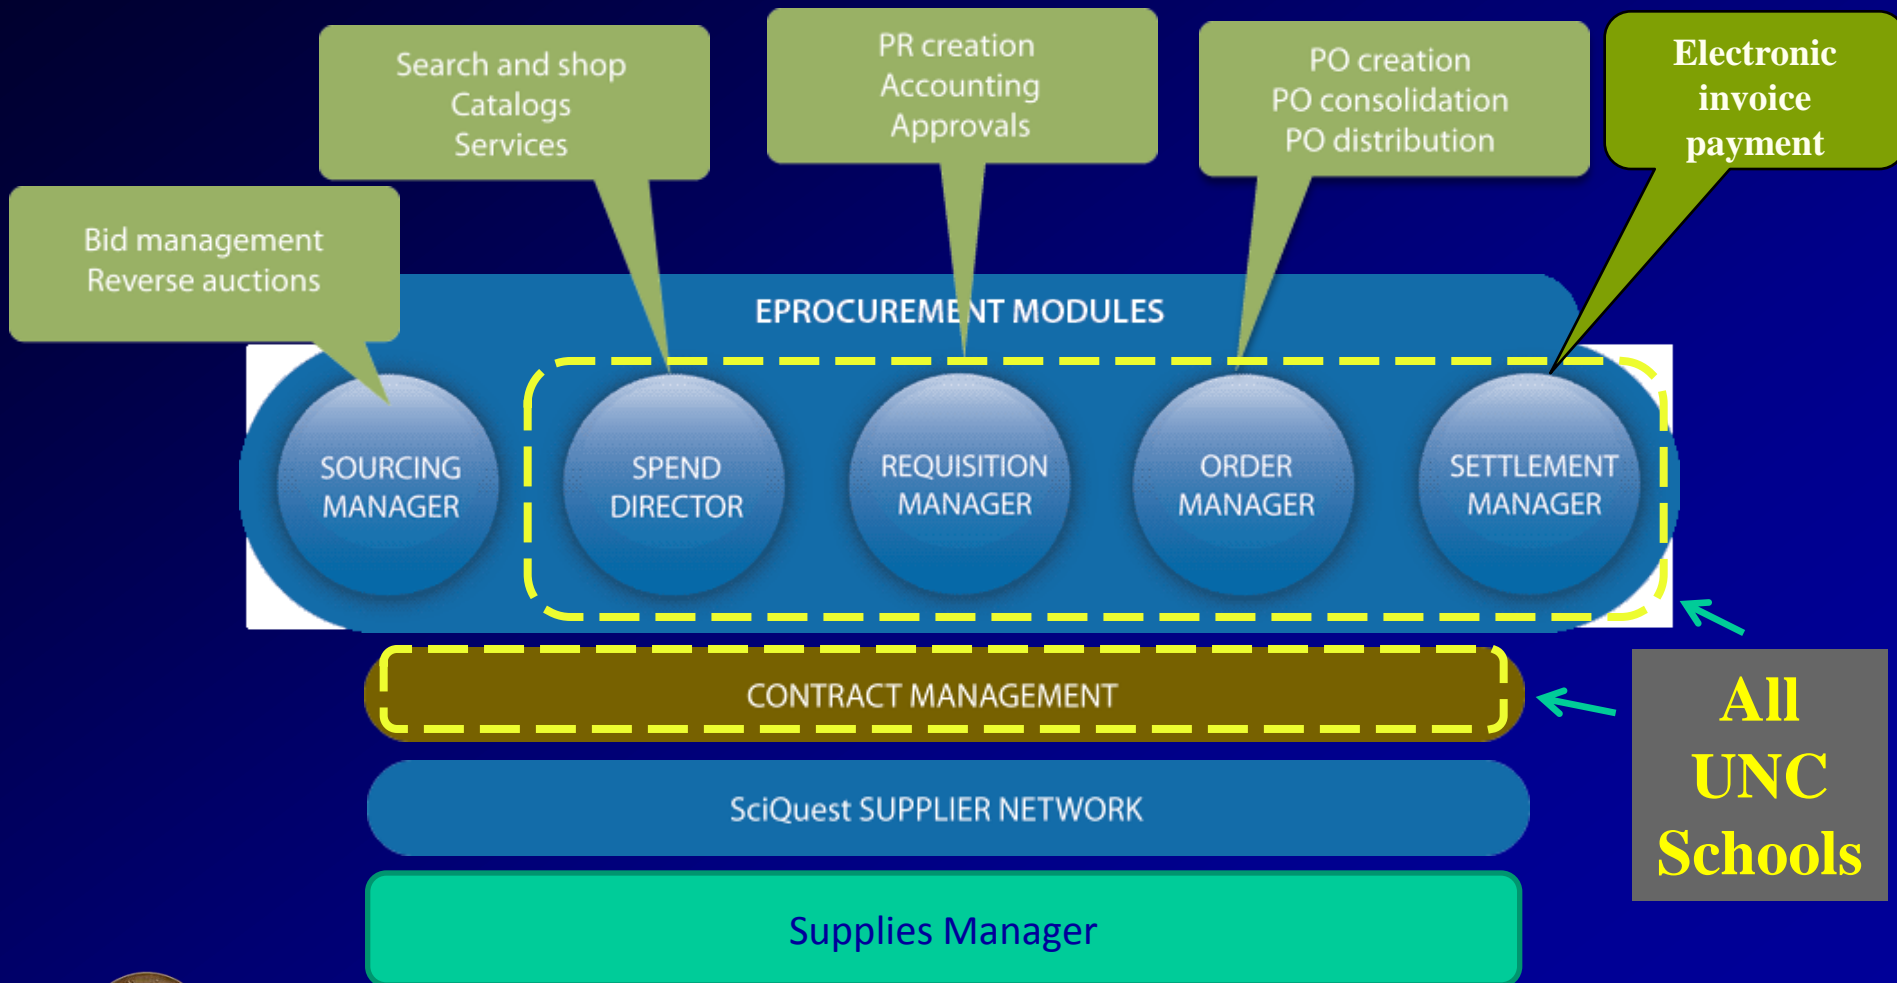 Search and shop
Catalogs
Services
PR creation
Accounting
Approvals
PO creation
PO consolidation
PO distribution
Electronic
invoice
payment
Bid management
Reverse auctions
EPROCUREMENT MODULES
SOURCING
MANAGER
SPEND
DIRECTOR
REQUISITION
MANAGER
ORDER
MANAGER
SETTLEMENT
MANAGER
CONTRACT MANAGEMENT
SciQuest SUPPLIER NETWORK
Supplies Manager
All
UNC
Schools